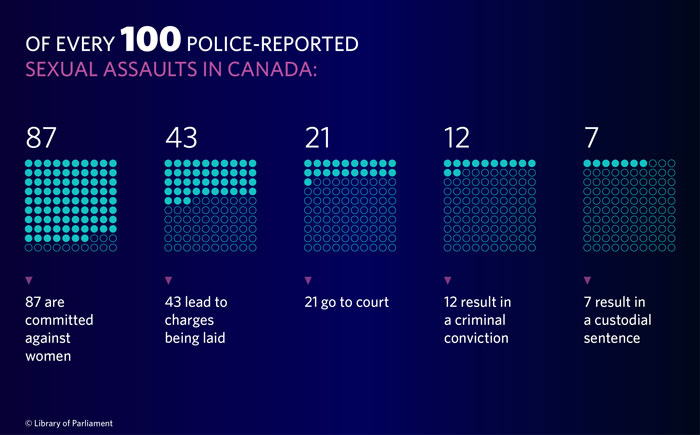 OF EVERY 100 POLICE-REPORTED
SEXUAL ASSAULTS IN CANADA:
87
43
21
12
7
87 are
committed
against
women
43 lead to
charges
being laid
21 go to court
12 result in
a criminal
conviction
7 result in
a custodial
sentence
© Library of Parliament